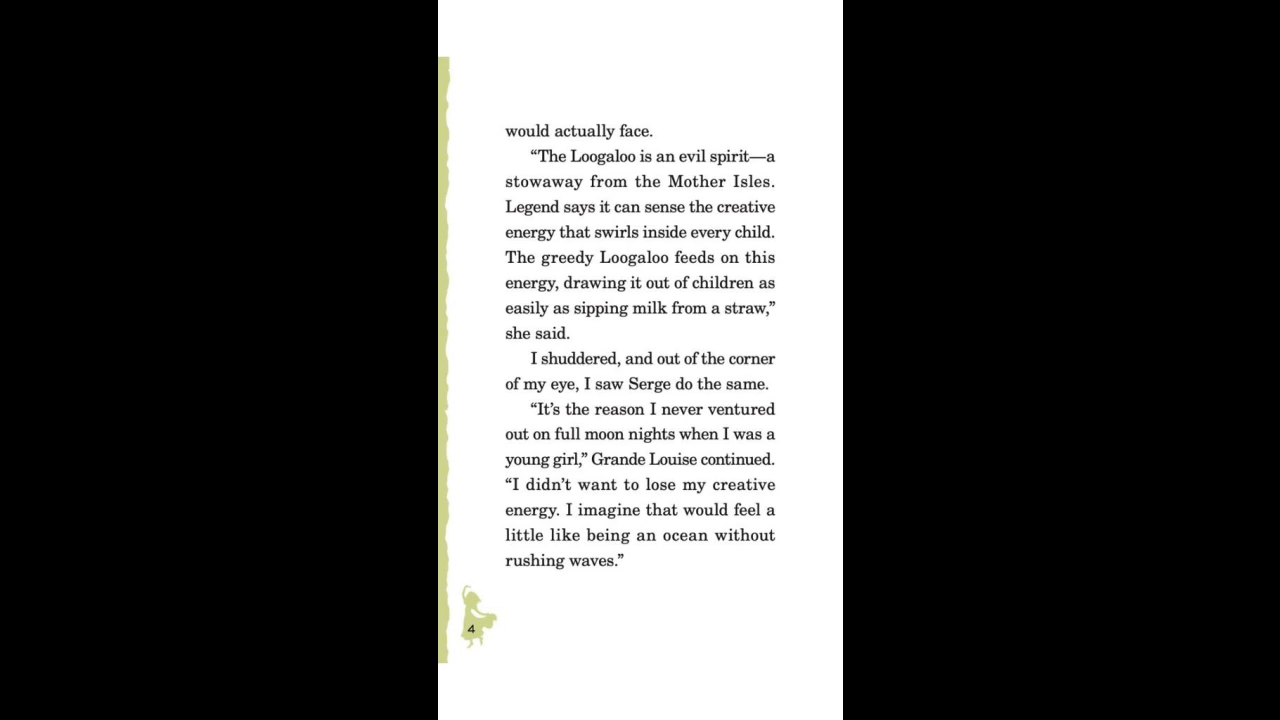 would actually face.
“The Loogaloo is an evil spirit—a
stowaway from the Mother Isles.
Legend says it can sense the creative
energy that swirls inside every child.
The greedy Loogaloo feeds on this
energy, drawing it out of children as
easily as sipping milk from a straw,”
she said.
I shuddered, and out of the corner
of my eye, I saw Serge do the same.
“It’s the reason I never ventured
out on full moon nights when I was a
young girl,” Grande Louise continued.
“I didn’t want to lose my creative
energy. I imagine that would feel a
little like being an ocean without
rushing waves.”
4